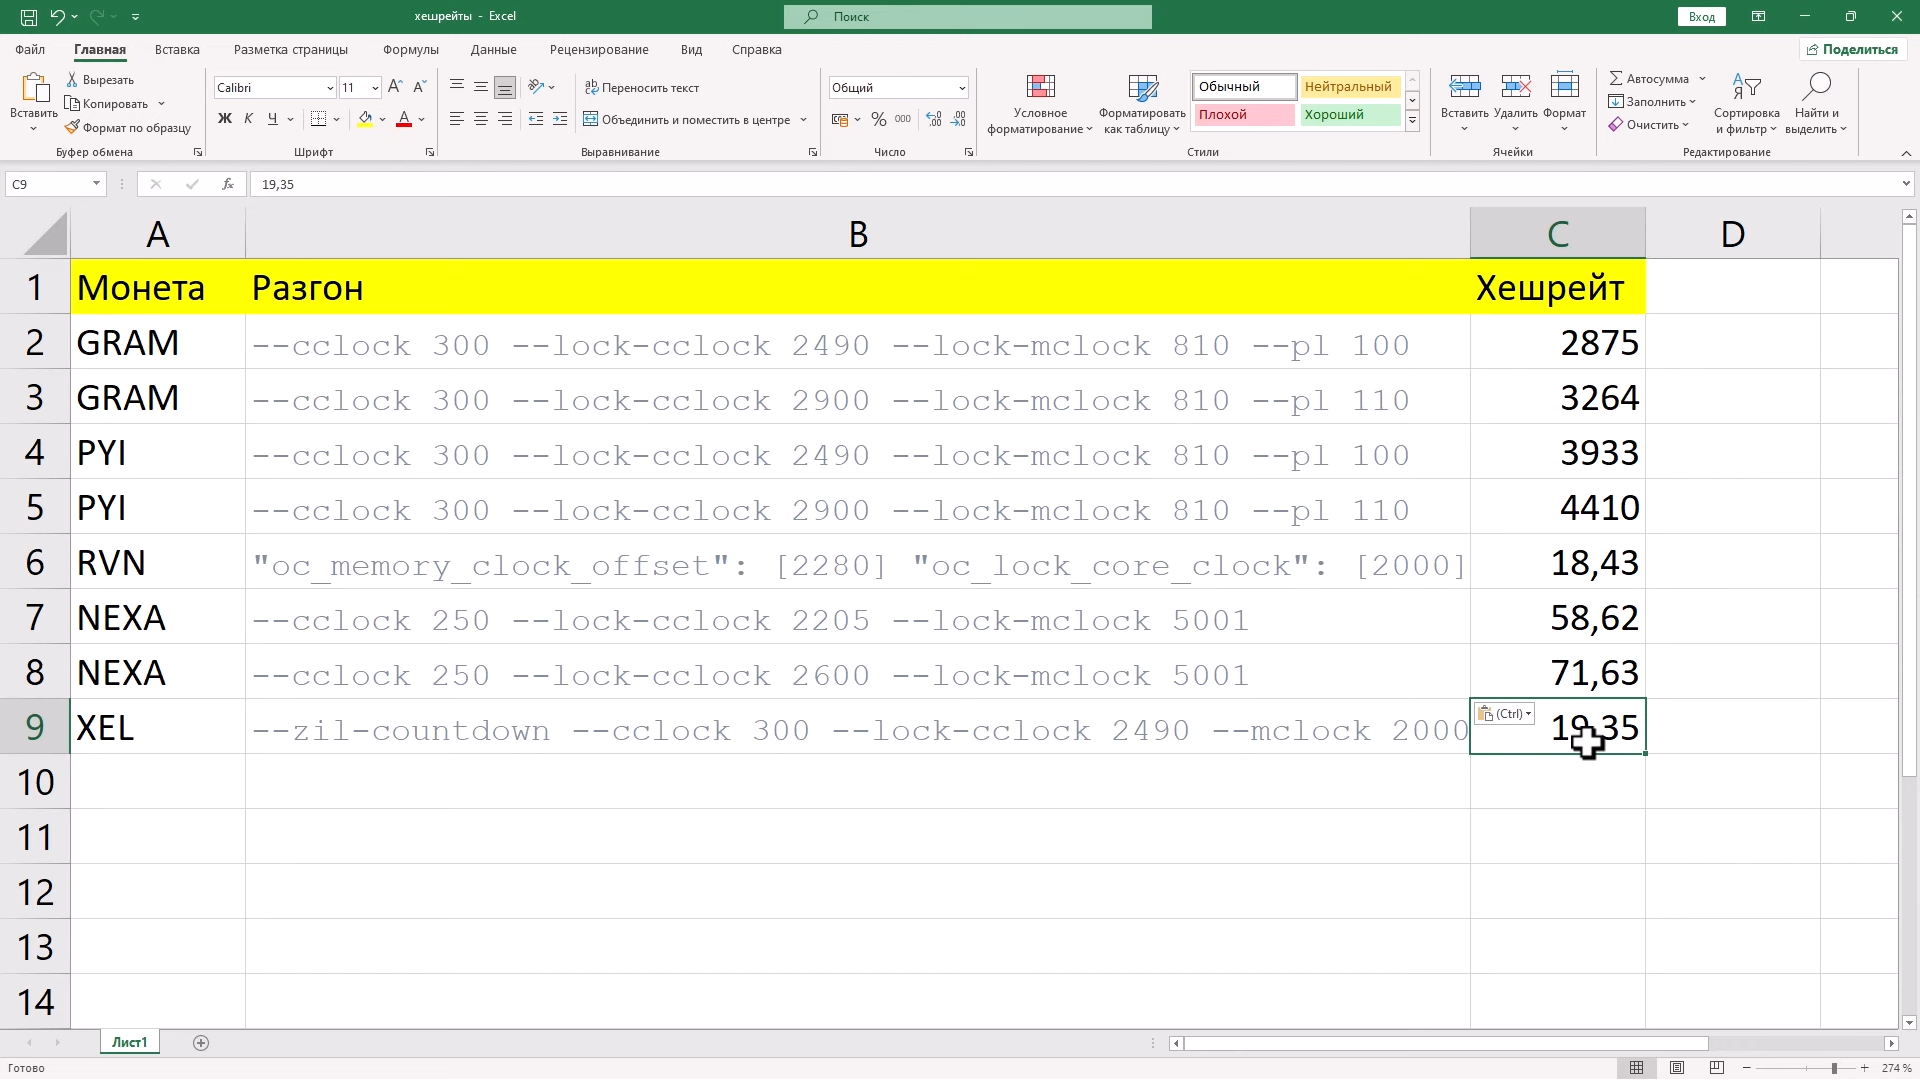 хешрейты - Excel
Поиск
Вход
Файл Главная Вставка Разметка страницы Формулы Данные Рецензирование Вид Справка
Поделиться
Вставить
Вырезать
Копировать
Формат по образцу
Буфер обмена
Calibri 11
Ж К Ч
Шрифт
Переносить текст
Объединить и поместить в центре
Выравнивание
Общий
% 000
Число
Условное форматирование
Форматировать как таблицу
Обычный Нейтральный
Плохой Хороший
Стили
Вставить Удалить Формат
Ячейки
Автосумма
Заполнить
Очистить
Сортировка и фильтр
Найти и выделить
Редактирование
C9 fx 19,35
A B C D
1 Монета Разгон Хешрейт
2 GRAM --cclock 300 --lock-cclock 2490 --lock-mclock 810 --pl 100 2875
3 GRAM --cclock 300 --lock-cclock 2900 --lock-mclock 810 --pl 110 3264
4 PYI --cclock 300 --lock-cclock 2490 --lock-mclock 810 --pl 100 3933
5 PYI --cclock 300 --lock-cclock 2900 --lock-mclock 810 --pl 110 4410
6 RVN "oc_memory_clock_offset": [2280] "oc_lock_core_clock": [2000] 18,43
7 NEXA --cclock 250 --lock-cclock 2205 --lock-mclock 5001 58,62
8 NEXA --cclock 250 --lock-cclock 2600 --lock-mclock 5001 71,63
9 XEL --zil-countdown --cclock 300 --lock-cclock 2490 --mclock 2000 (Ctrl) 19,35
10
11
12
13
14
Лист1
Готово
274 %